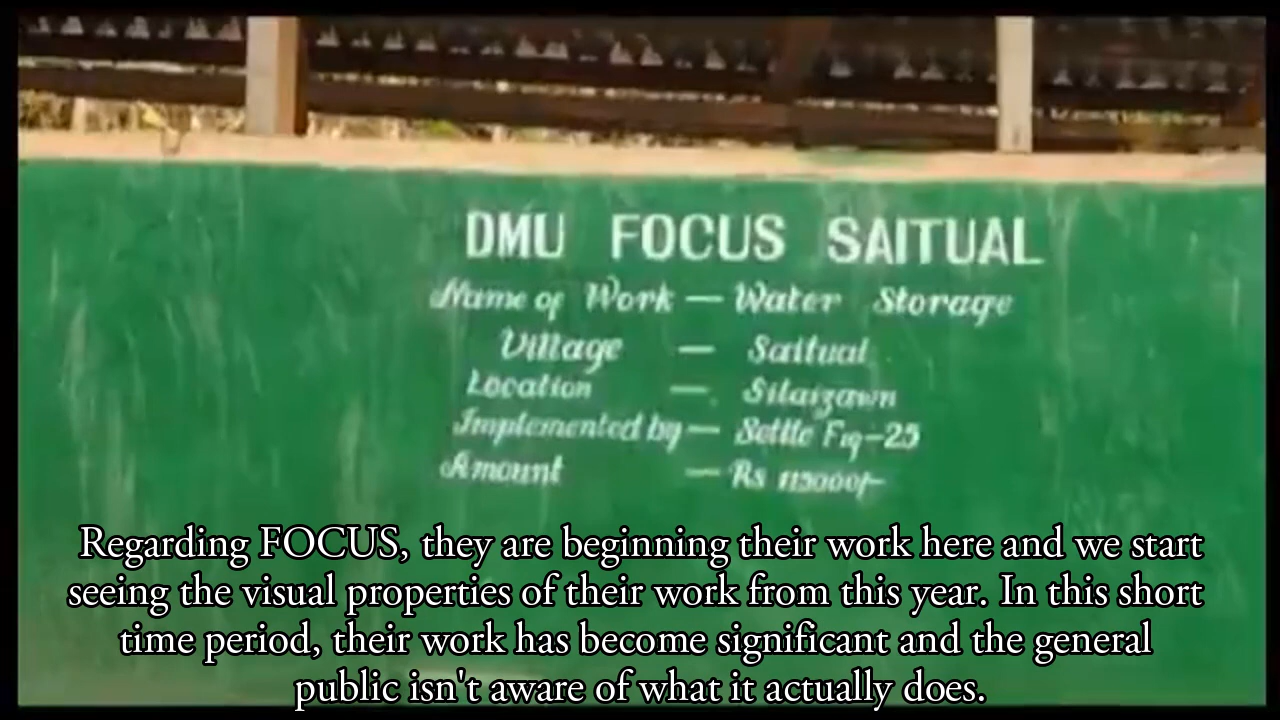 DMU FOCUS SAITUAL
Name of Work — Water Storage
Village — Saitual
Location — Silaizawn
Implemented by — Settle Fig-25
Amount — Rs 115000/-
Regarding FOCUS, they are beginning their work here and we start
seeing the visual properties of their work from this year. In this short
time period, their work has become significant and the general
public isn't aware of what it actually does.